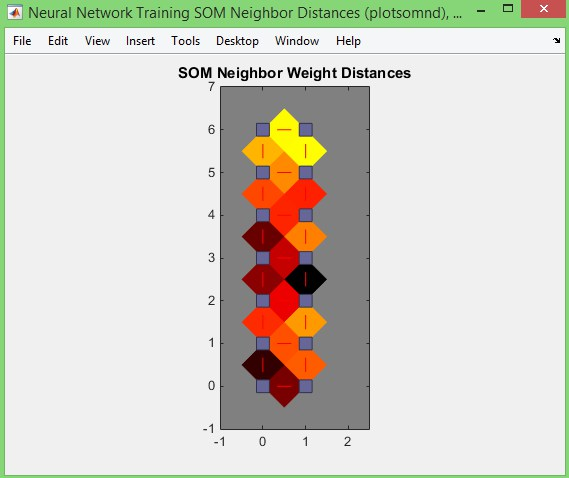 Neural Network Training SOM Neighbor Distances (plotsomnd), ...
File Edit View Insert Tools Desktop Window Help
SOM Neighbor Weight Distances
7
6
5
4
3
2
1
0
-1
-1 0 1 2